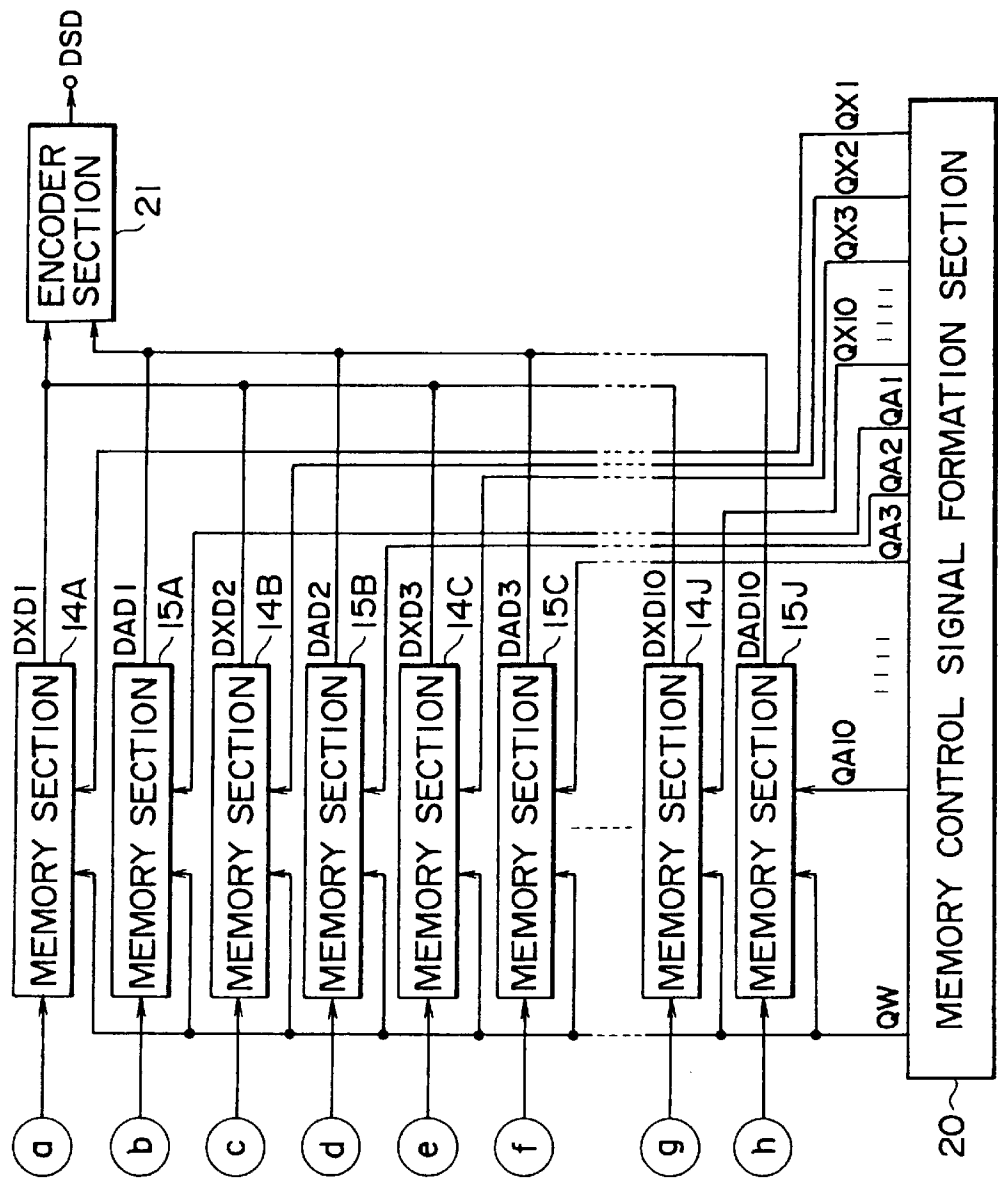 ENCODER
SECTION
21
DSD
a
MEMORY SECTION
DXD1
14A
b
MEMORY SECTION
DAD1
15A
c
MEMORY SECTION
DXD2
14B
d
MEMORY SECTION
DAD2
15B
e
MEMORY SECTION
DXD3
14C
f
MEMORY SECTION
DAD3
15C
g
MEMORY SECTION
DXD10
14J
h
MEMORY SECTION
DAD10
15J
QW
QA10
QA3
QA2
QA1
QX10
QX3
QX2
QX1
20
MEMORY CONTROL SIGNAL FORMATION SECTION